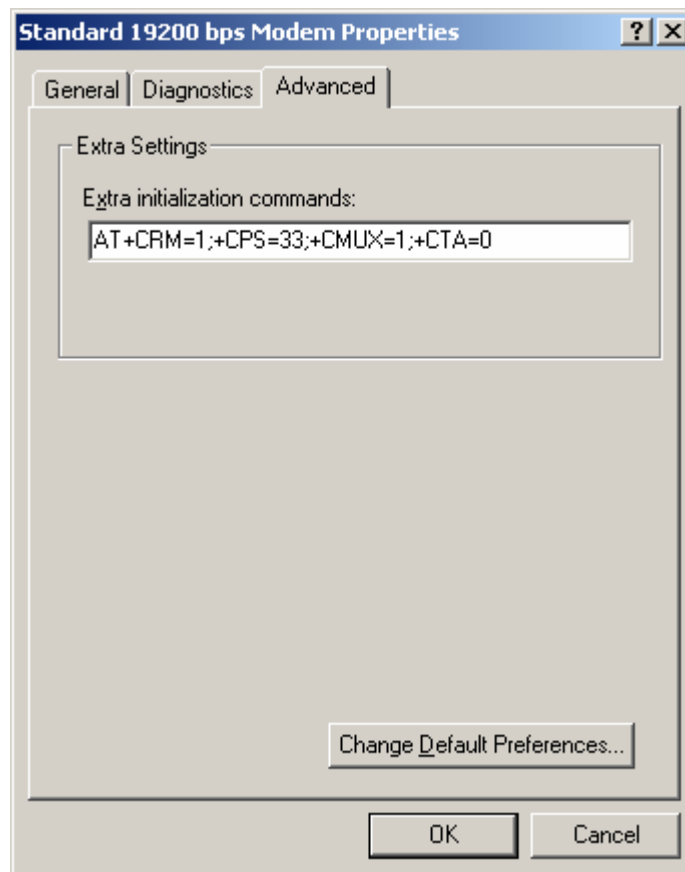 Standard 19200 bps Modem Properties
General Diagnostics Advanced
Extra Settings
Extra initialization commands:
AT+CRM=1;+CPS=33;+CMUX=1;+CTA=0
Change Default Preferences...
OK Cancel